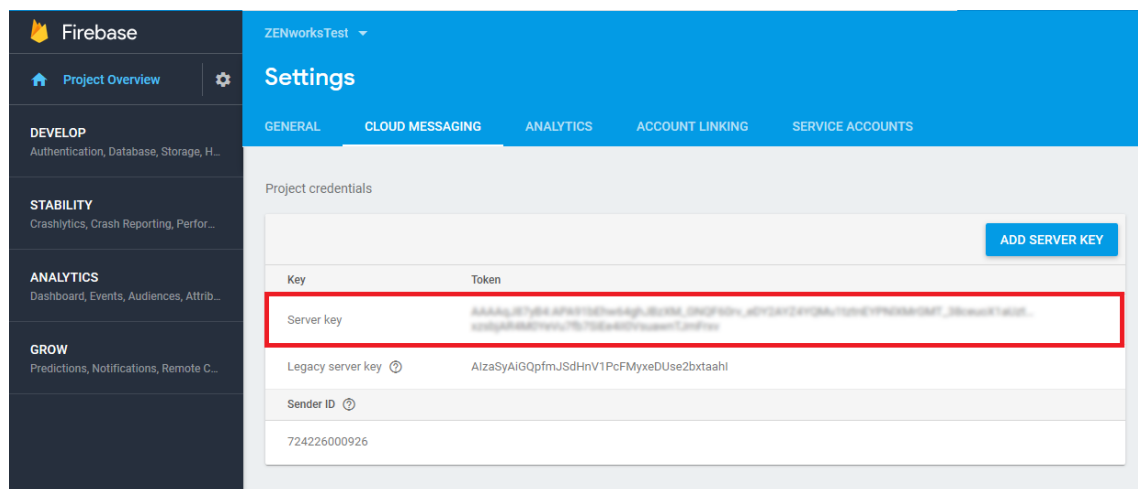 Firebase
ZENworksTest
Project Overview
Settings
GENERAL CLOUD MESSAGING ANALYTICS ACCOUNT LINKING SERVICE ACCOUNTS
DEVELOP
Authentication, Database, Storage, H...
STABILITY
Crashlytics, Crash Reporting, Perfor...
ANALYTICS
Dashboard, Events, Audiences, Attrib...
GROW
Predictions, Notifications, Remote C...
Project credentials
ADD SERVER KEY
Key Token
Server key
Legacy server key AIzaSyAiGQpfmJSdHnV1PcFMyxeDUse2bxtaahI
Sender ID
724226000926